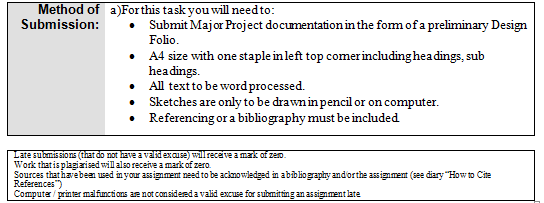 Method of Submission:
a)For this task you will need to:
• Submit Major Project documentation in the form of a preliminary Design
Folio.
• A4 size with one staple in left top corner including headings, sub
headings.
• All text to be word processed.
• Sketches are only to be drawn in pencil or on computer.
• Referencing or a bibliography must be included.
Late submissions (that do not have a valid excuse) will receive a mark of zero.
Work that is plagiarised will also receive a mark of zero.
Sources that have been used in your assignment need to be acknowledged in a bibliography and/or the assignment (see diary “How to Cite
References”)
Computer / printer malfunctions are not considered a valid excuse for submitting an assignment late.